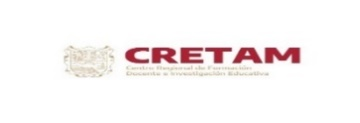 CRETAM
Centro Regional de Formación
Docente e Investigación Educativa